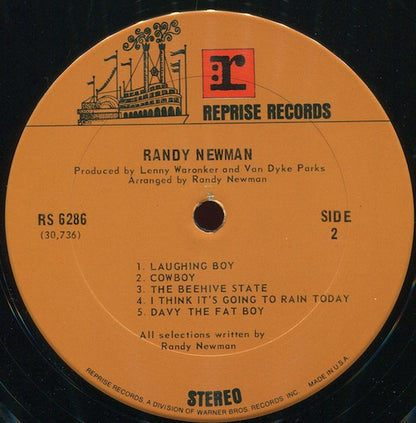 r:
REPRISE RECORDS
RANDY NEWMAN
Produced by Lenny Waronker and Van Dyke Parks
Arranged by Randy Newman
RS 6286
(30,736)
SIDE
2
1. LAUGHING BOY
2. COWBOY
3. THE BEEHIVE STATE
4. I THINK IT'S GOING TO RAIN TODAY
5. DAVY THE FAT BOY
All selections written by
Randy Newman
STEREO
REPRISE RECORDS, A DIVISION OF WARNER BROS. RECORDS INC. MADE IN U.S.A.